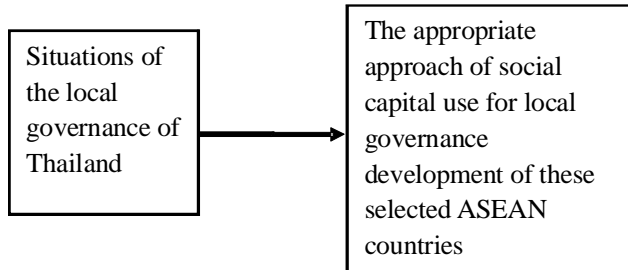 Situations of
the local
governance of
Thailand
The appropriate
approach of social
capital use for local
governance
development of these
selected ASEAN
countries